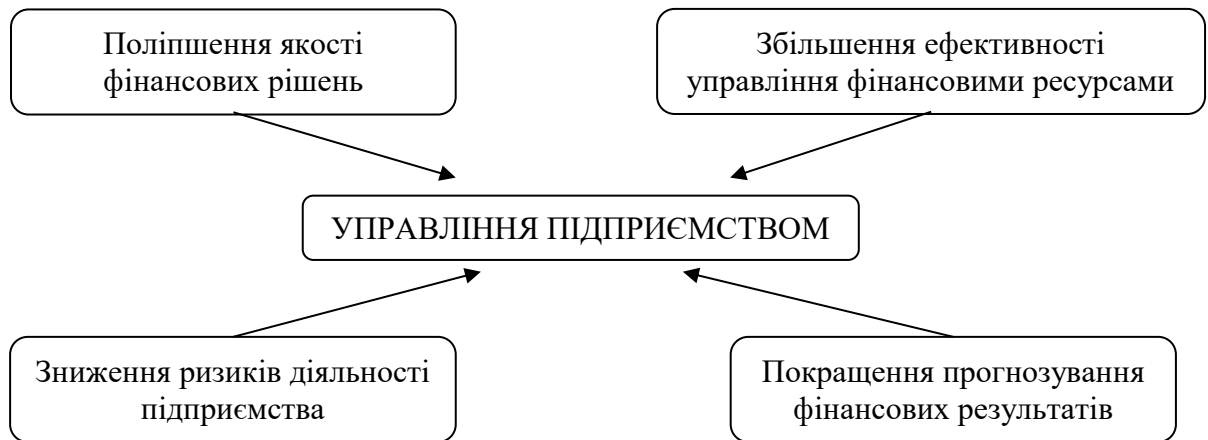 Поліпшення якості
фінансових рішень
Збільшення ефективності
управління фінансовими ресурсами
УПРАВЛІННЯ ПІДПРИЄМСТВОМ
Зниження ризиків діяльності
підприємства
Покращення прогнозування
фінансових результатів